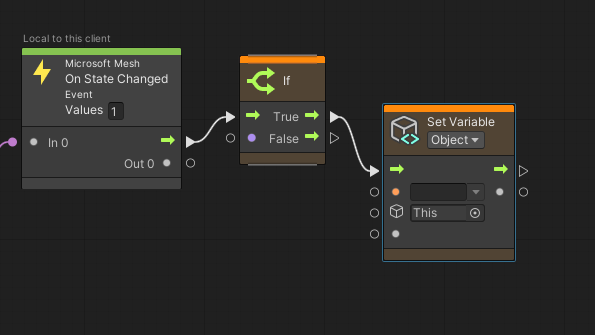 Local to this client
Microsoft Mesh
On State Changed
Event
Values 1
In 0
Out 0
If
True
False
Set Variable
Object
This